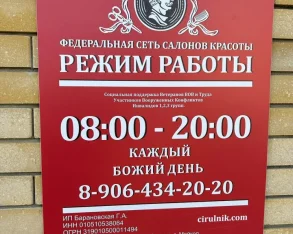 ФЕДЕРАЛЬНАЯ СЕТЬ САЛОНОВ КРАСОТЫ
РЕЖИМ РАБОТЫ
Социальная поддержка Ветеранов ВОВ и Труда
Участников Вооруженных Конфликтов
Инвалидов 1,2,3 групп.
08:00 - 20:00
КАЖДЫЙ
БОЖИЙ ДЕНЬ
8-906-434-20-20
ИП Барановская Г.А.
ИНН 010510538054
ОГРН 319010500011494
cirulnik.com